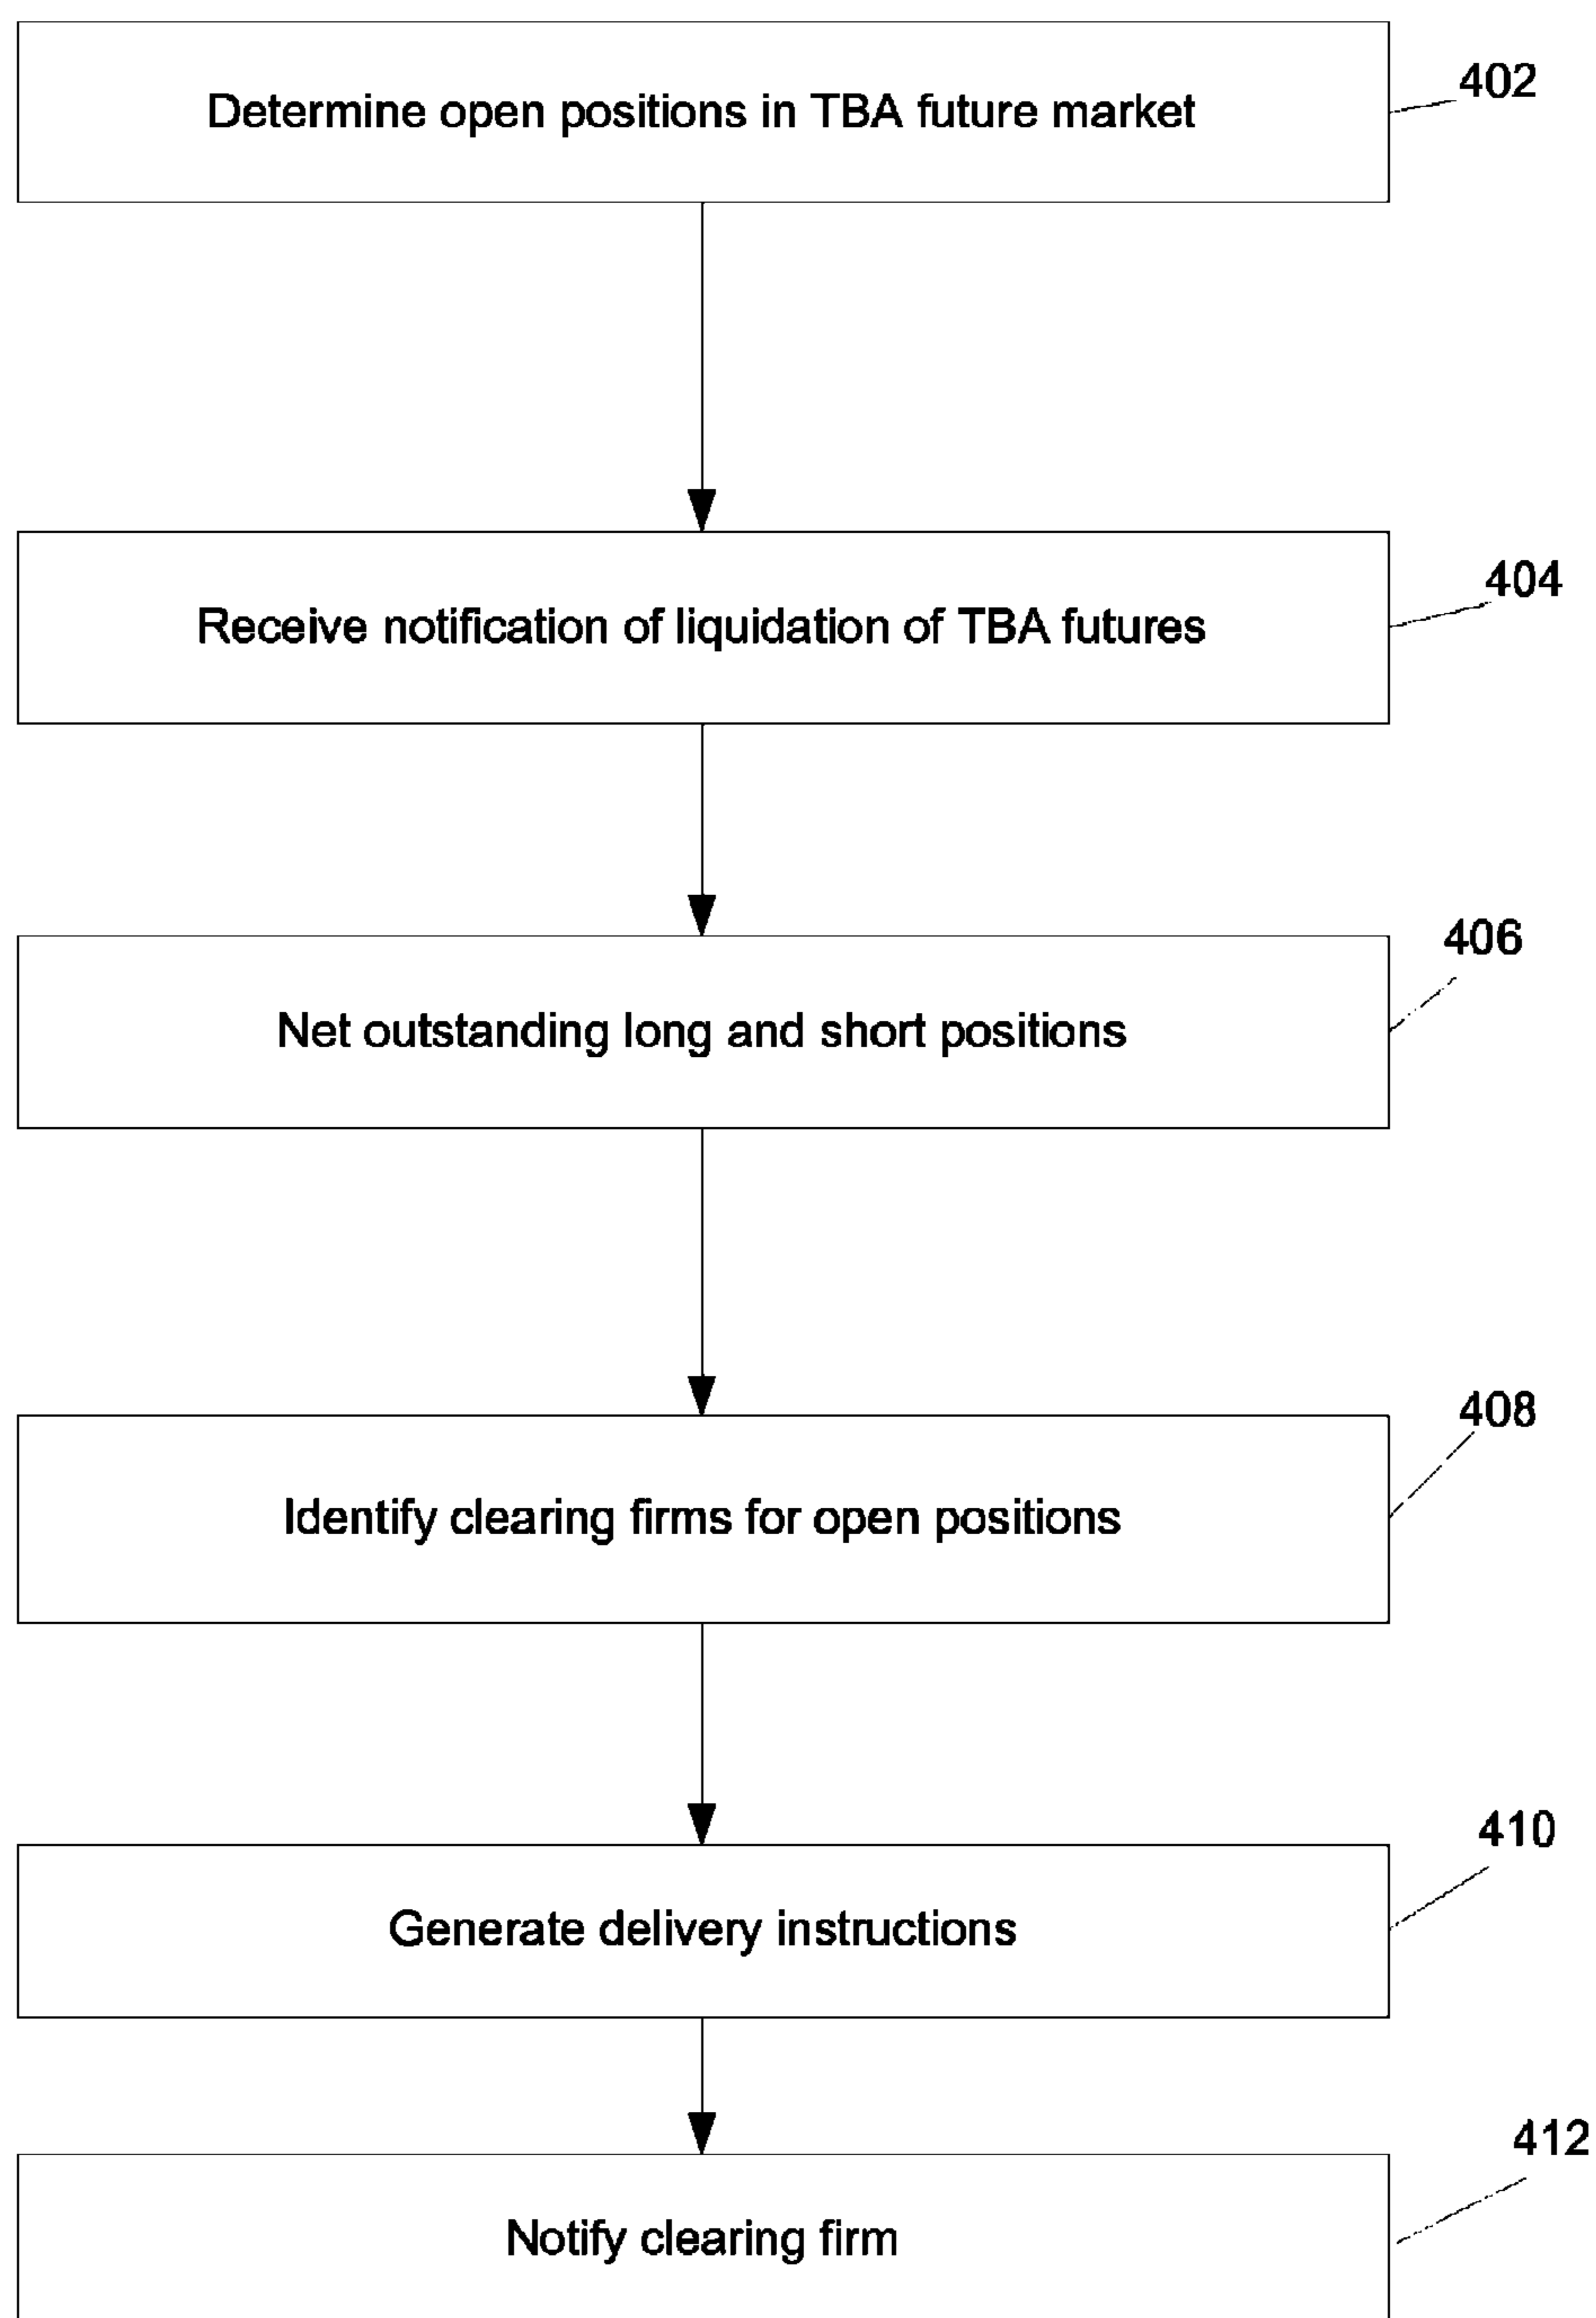 Determine open positions in TBA future market
402
Receive notification of liquidation of TBA futures
404
Net outstanding long and short positions
406
Identify clearing firms for open positions
408
Generate delivery instructions
410
Notify clearing firm
412